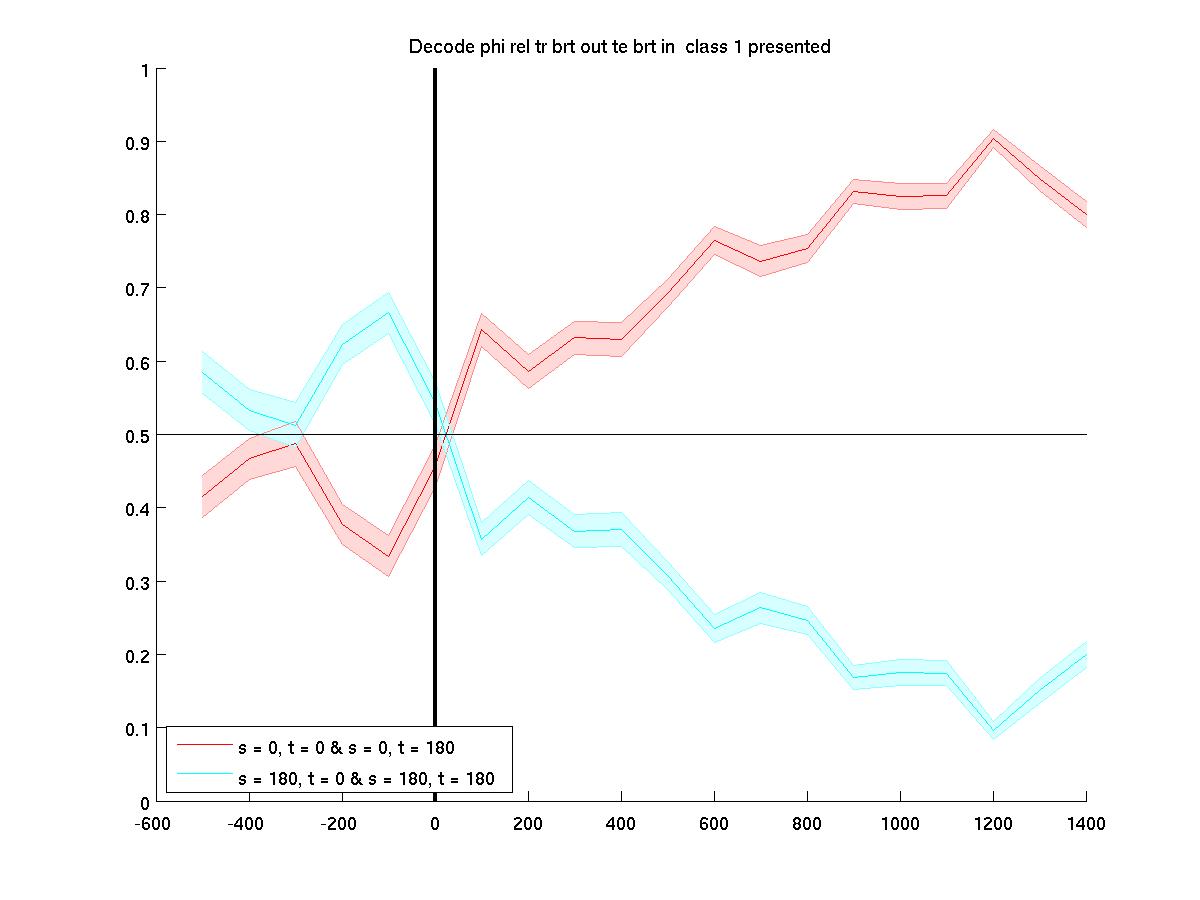 Decode phi rel tr brt out te brt in  class 1 presented
1
0.9
0.8
0.7
0.6
0.5
0.4
0.3
0.2
0.1
0
s = 0, t = 0 & s = 0, t = 180
s = 180, t = 0 & s = 180, t = 180
-600 -400 -200 0 200 400 600 800 1000 1200 1400